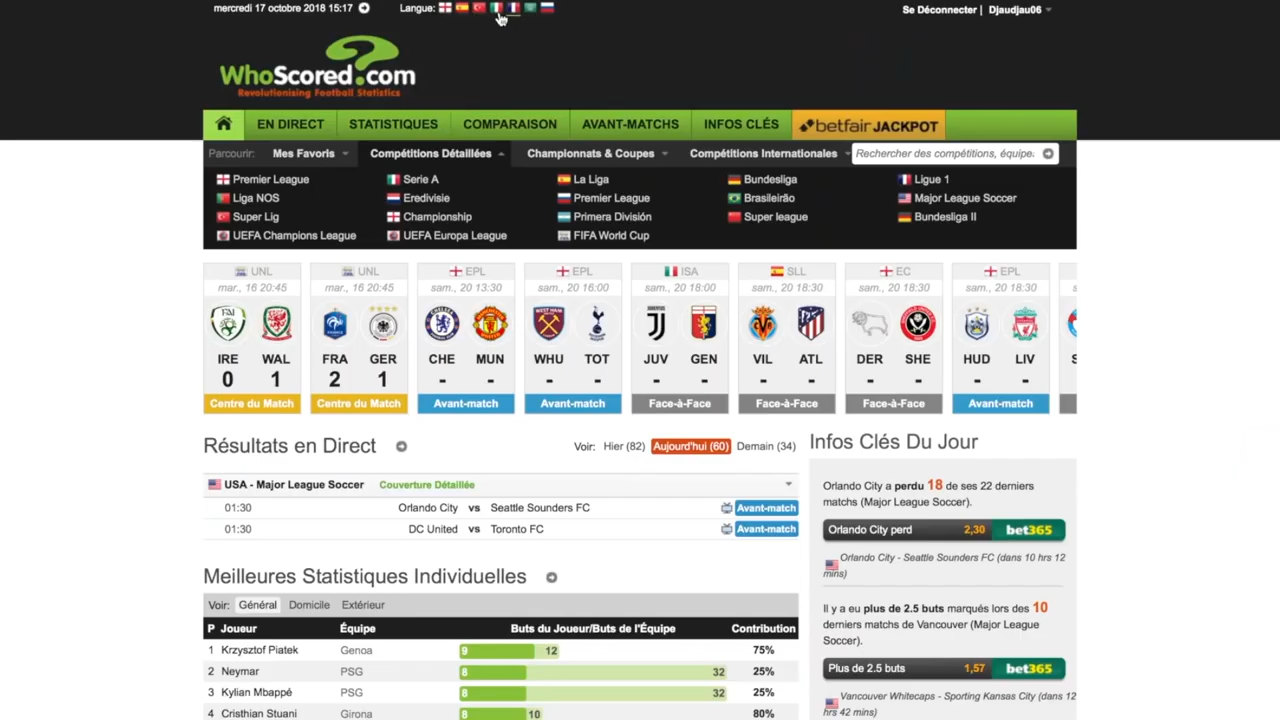 mercredi 17 octobre 2018 15:17
Langue:
Se Déconnecter | Djaudjau06
WhoScored.com
Revolutionising Football Statistics
EN DIRECT STATISTIQUES COMPARAISON AVANT-MATCHS INFOS CLÉS betfair JACKPOT
Parcourir: Mes Favoris Compétitions Détaillées Championnats & Coupes Compétitions Internationales Rechercher des compétitions, équipe
Premier League Serie A La Liga Bundesliga Ligue 1
Liga NOS Eredivisie Premier League Brasileirão Major League Soccer
Super Lig Championship Primera División Super league Bundesliga II
UEFA Champions League UEFA Europa League FIFA World Cup
UNL UNL EPL EPL ISA SLL EC EPL
mar., 16 20:45 mar., 16 20:45 sam., 20 13:30 sam., 20 16:00 sam., 20 18:00 sam., 20 18:30 sam., 20 18:30 sam., 20 18:30
IRE WAL FRA GER CHE MUN WHU TOT JUV GEN VIL ATL DER SHE HUD LIV S
0 1 2 1 - - - - - - - - - - - -
Centre du Match Centre du Match Avant-match Avant-match Face-à-Face Face-à-Face Face-à-Face Avant-match
Résultats en Direct
Voir: Hier (82) Aujourd'hui (60) Demain (34)
USA - Major League Soccer Couverture Détaillée
01:30 Orlando City vs Seattle Sounders FC Avant-match
01:30 DC United vs Toronto FC Avant-match
Meilleures Statistiques Individuelles
Voir: Général Domicile Extérieur
P Joueur Équipe Buts du Joueur/Buts de l'Équipe Contribution
1 Krzysztof Piatek Genoa 9 12 75%
2 Neymar PSG 8 32 25%
3 Kylian Mbappé PSG 8 32 25%
4 Cristhian Stuani Girona 8 10 80%
Infos Clés Du Jour
Orlando City a perdu 18 de ses 22 derniers
matchs (Major League Soccer).
Orlando City perd 2,30 bet365
Orlando City - Seattle Sounders FC (dans 10 hrs 12
mins)
Il y a eu plus de 2.5 buts marqués lors des 10
derniers matchs de Vancouver (Major League
Soccer).
Plus de 2.5 buts 1,57 bet365
Vancouver Whitecaps - Sporting Kansas City (dans 12
hrs 42 mins)